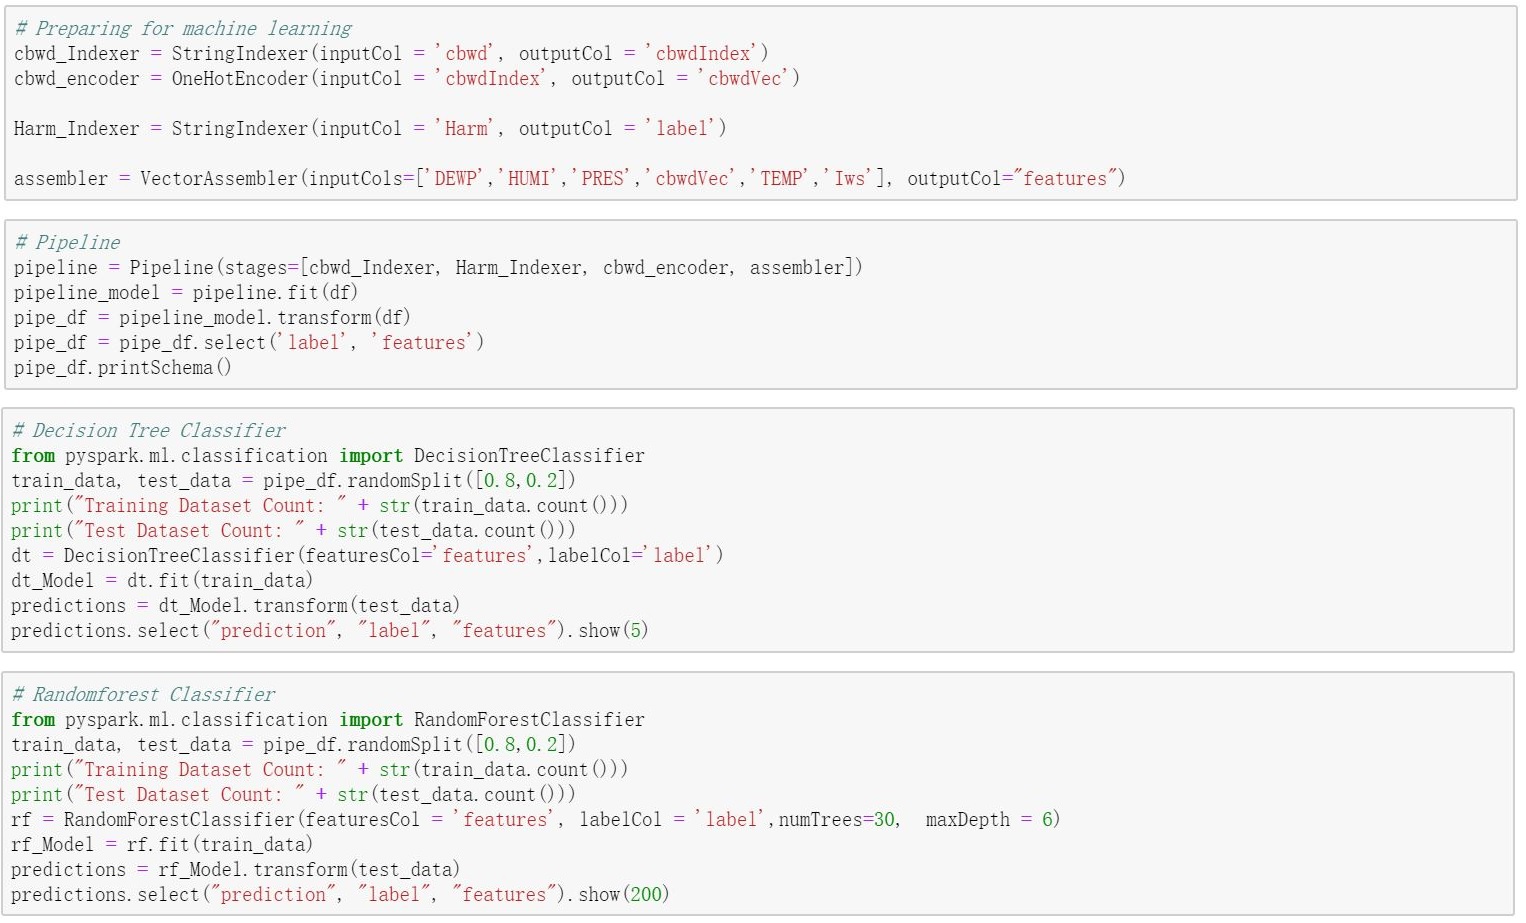 # Preparing for machine learning
cbwd_Indexer = StringIndexer(inputCol = 'cbwd', outputCol = 'cbwdIndex')
cbwd_encoder = OneHotEncoder(inputCol = 'cbwdIndex', outputCol = 'cbwdVec')
Harm_Indexer = StringIndexer(inputCol = 'Harm', outputCol = 'label')
assembler = VectorAssembler(inputCols=['DEWP','HUMI','PRES','cbwdVec','TEMP','Iws'], outputCol="features")
# Pipeline
pipeline = Pipeline(stages=[cbwd_Indexer, Harm_Indexer, cbwd_encoder, assembler])
pipeline_model = pipeline.fit(df)
pipe_df = pipeline_model.transform(df)
pipe_df = pipe_df.select('label', 'features')
pipe_df.printSchema()
# Decision Tree Classifier
from pyspark.ml.classification import DecisionTreeClassifier
train_data, test_data = pipe_df.randomSplit([0.8,0.2])
print("Training Dataset Count: " + str(train_data.count()))
print("Test Dataset Count: " + str(test_data.count()))
dt = DecisionTreeClassifier(featuresCol='features',labelCol='label')
dt_Model = dt.fit(train_data)
predictions = dt_Model.transform(test_data)
predictions.select("prediction", "label", "features").show(5)
# Randomforest Classifier
from pyspark.ml.classification import RandomForestClassifier
train_data, test_data = pipe_df.randomSplit([0.8,0.2])
print("Training Dataset Count: " + str(train_data.count()))
print("Test Dataset Count: " + str(test_data.count()))
rf = RandomForestClassifier(featuresCol = 'features', labelCol = 'label',numTrees=30,  maxDepth = 6)
rf_Model = rf.fit(train_data)
predictions = rf_Model.transform(test_data)
predictions.select("prediction", "label", "features").show(200)